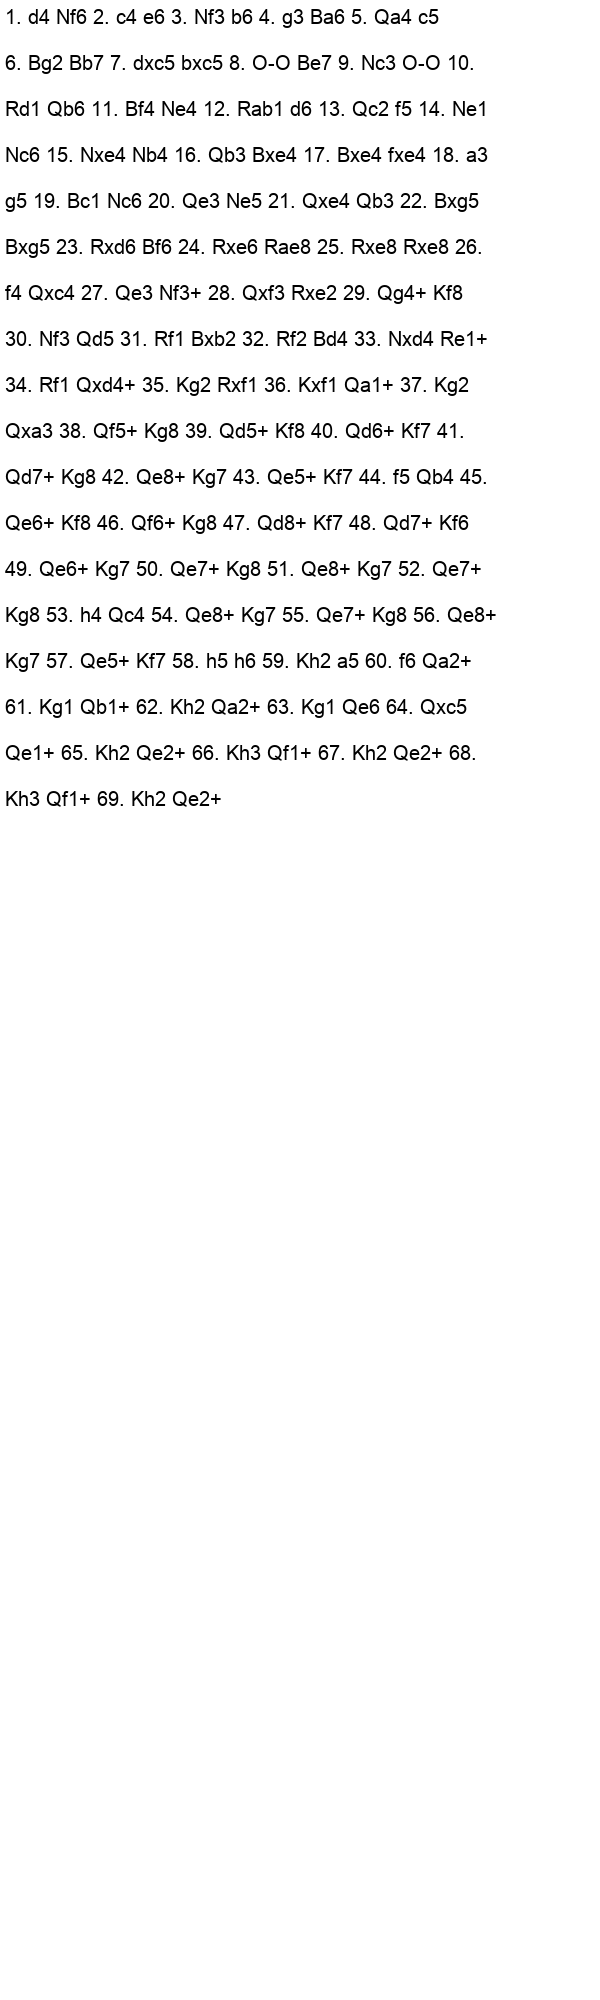 1. d4 Nf6 2. c4 e6 3. Nf3 b6 4. g3 Ba6 5. Qa4 c5
6. Bg2 Bb7 7. dxc5 bxc5 8. O-O Be7 9. Nc3 O-O 10.
Rd1 Qb6 11. Bf4 Ne4 12. Rab1 d6 13. Qc2 f5 14. Ne1
Nc6 15. Nxe4 Nb4 16. Qb3 Bxe4 17. Bxe4 fxe4 18. a3
g5 19. Bc1 Nc6 20. Qe3 Ne5 21. Qxe4 Qb3 22. Bxg5
Bxg5 23. Rxd6 Bf6 24. Rxe6 Rae8 25. Rxe8 Rxe8 26.
f4 Qxc4 27. Qe3 Nf3+ 28. Qxf3 Rxe2 29. Qg4+ Kf8
30. Nf3 Qd5 31. Rf1 Bxb2 32. Rf2 Bd4 33. Nxd4 Re1+
34. Rf1 Qxd4+ 35. Kg2 Rxf1 36. Kxf1 Qa1+ 37. Kg2
Qxa3 38. Qf5+ Kg8 39. Qd5+ Kf8 40. Qd6+ Kf7 41.
Qd7+ Kg8 42. Qe8+ Kg7 43. Qe5+ Kf7 44. f5 Qb4 45.
Qe6+ Kf8 46. Qf6+ Kg8 47. Qd8+ Kf7 48. Qd7+ Kf6
49. Qe6+ Kg7 50. Qe7+ Kg8 51. Qe8+ Kg7 52. Qe7+
Kg8 53. h4 Qc4 54. Qe8+ Kg7 55. Qe7+ Kg8 56. Qe8+
Kg7 57. Qe5+ Kf7 58. h5 h6 59. Kh2 a5 60. f6 Qa2+
61. Kg1 Qb1+ 62. Kh2 Qa2+ 63. Kg1 Qe6 64. Qxc5
Qe1+ 65. Kh2 Qe2+ 66. Kh3 Qf1+ 67. Kh2 Qe2+ 68.
Kh3 Qf1+ 69. Kh2 Qe2+